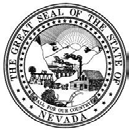 THE GREAT SEAL OF THE STATE OF
NEVADA
ALL FOR OUR COUNTRY